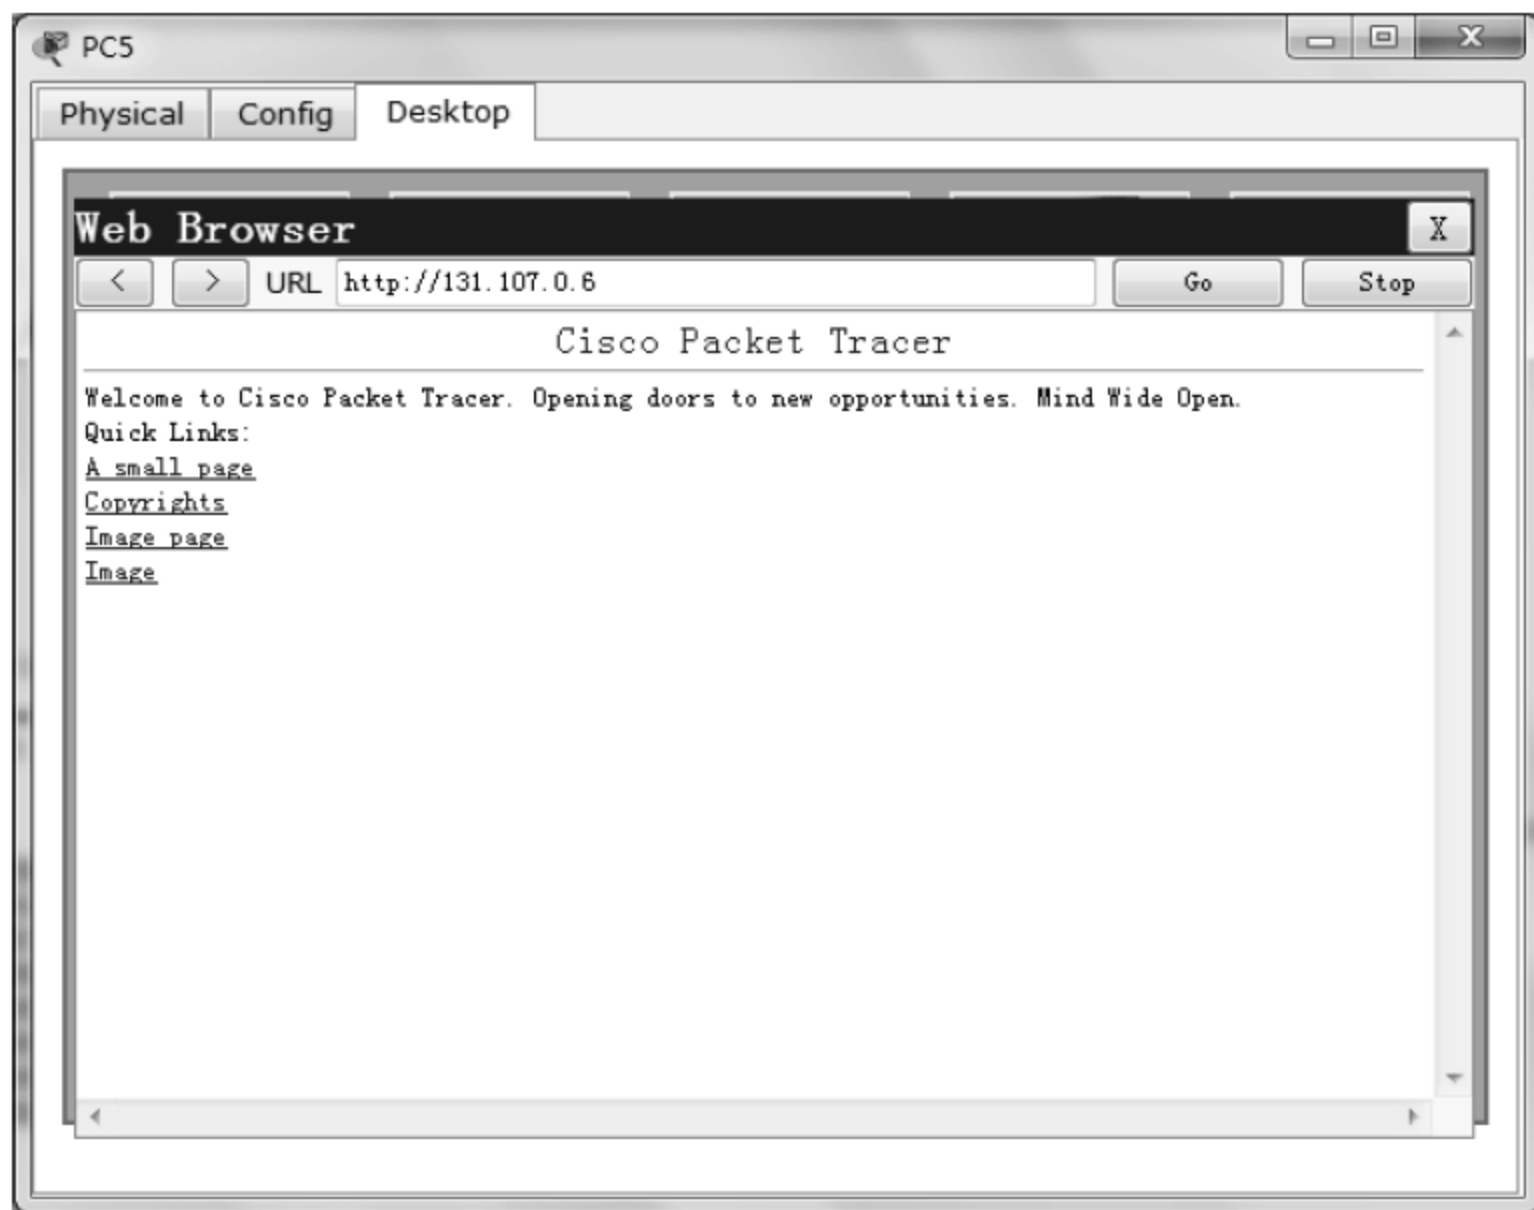 PC5
Physical Config Desktop
Web Browser X
< > URL http://131.107.0.6 Go Stop
Cisco Packet Tracer
Welcome to Cisco Packet Tracer. Opening doors to new opportunities. Mind Wide Open.
Quick Links:
A small page
Copyrights
Image page
Image